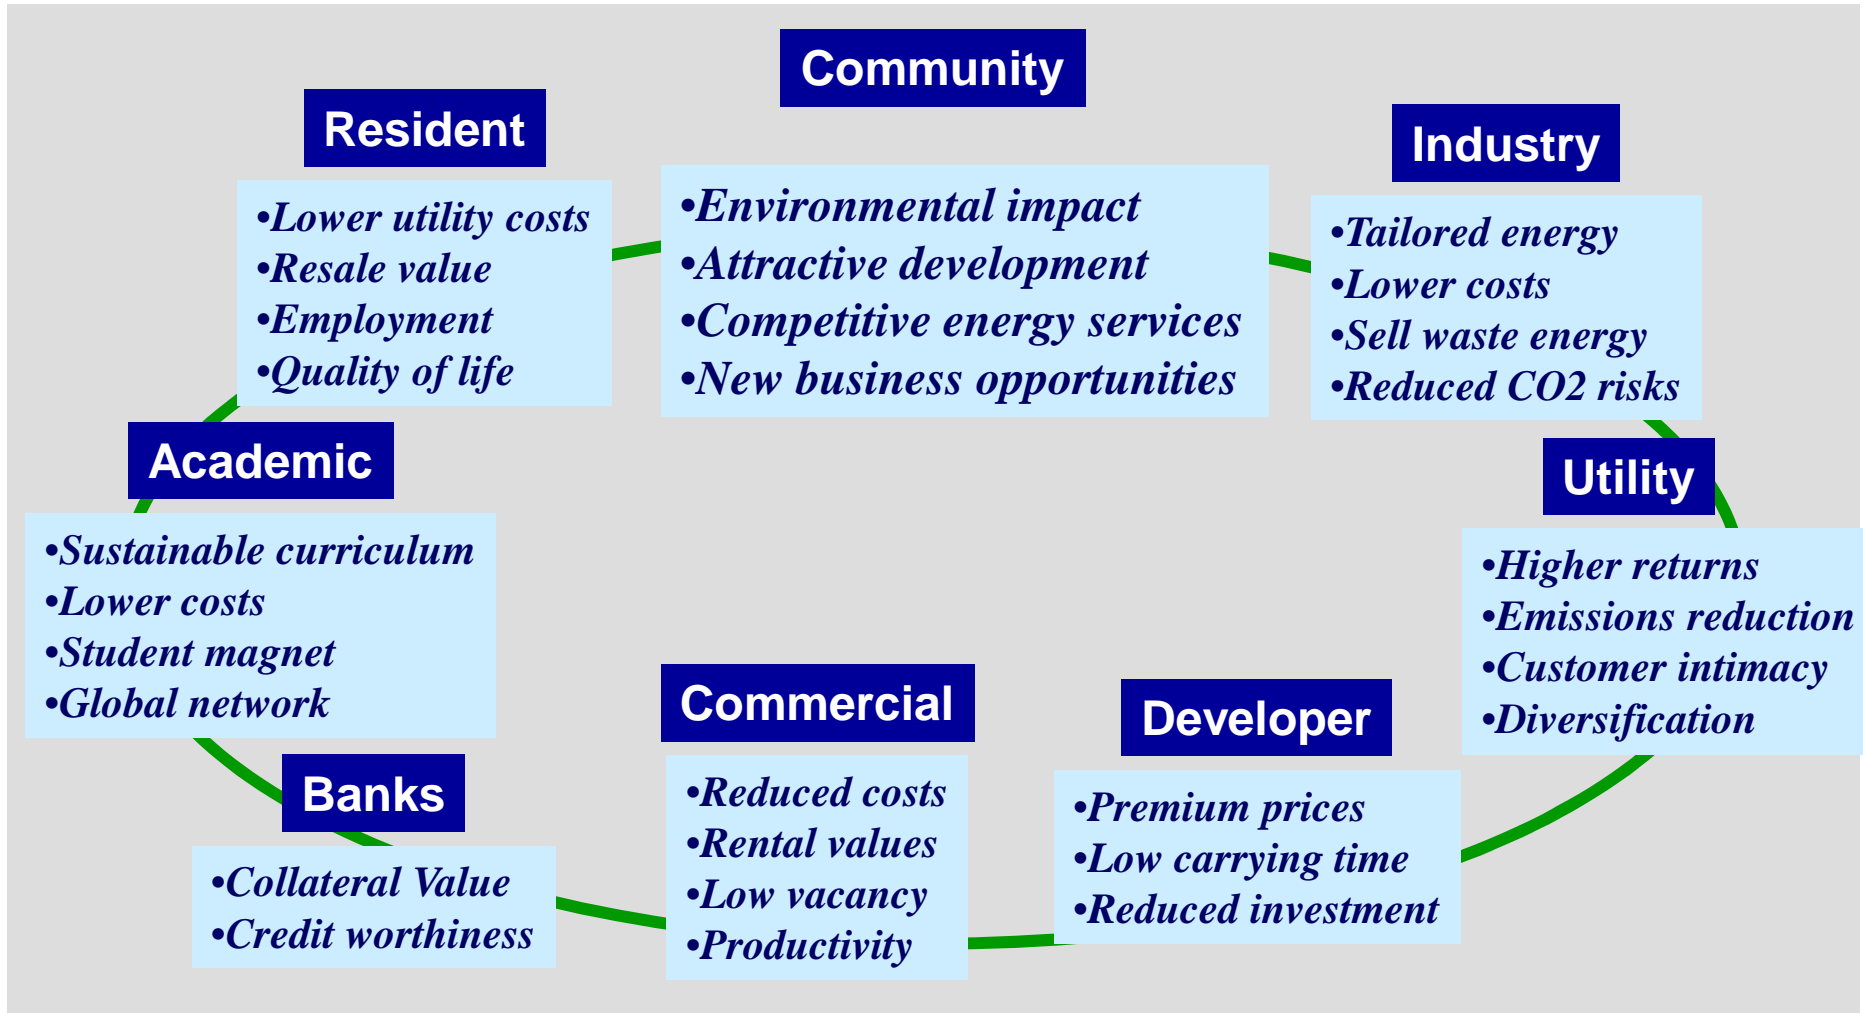 Community
•Environmental impact
•Attractive development
•Competitive energy services
•New business opportunities
Resident
•Lower utility costs
•Resale value
•Employment
•Quality of life
Industry
•Tailored energy
•Lower costs
•Sell waste energy
•Reduced CO2 risks
Academic
•Sustainable curriculum
•Lower costs
•Student magnet
•Global network
Utility
•Higher returns
•Emissions reduction
•Customer intimacy
•Diversification
Banks
•Collateral Value
•Credit worthiness
Commercial
•Reduced costs
•Rental values
•Low vacancy
•Productivity
Developer
•Premium prices
•Low carrying time
•Reduced investment